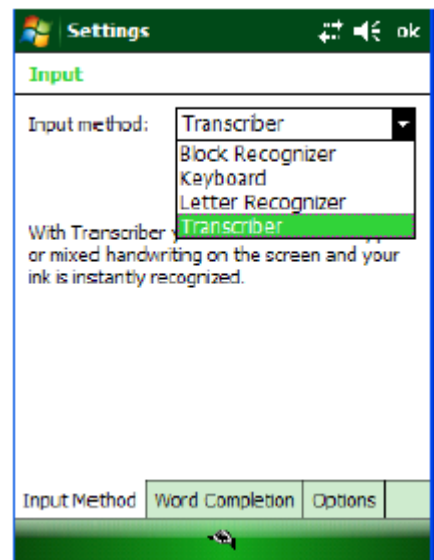 Settings ok
Input
Input method: Transcriber
Block Recognizer
Keyboard
Letter Recognizer
Transcriber
With Transcriber
or mixed handwriting on the screen and your
ink is instantly recognized.
Input Method Word Completion Options